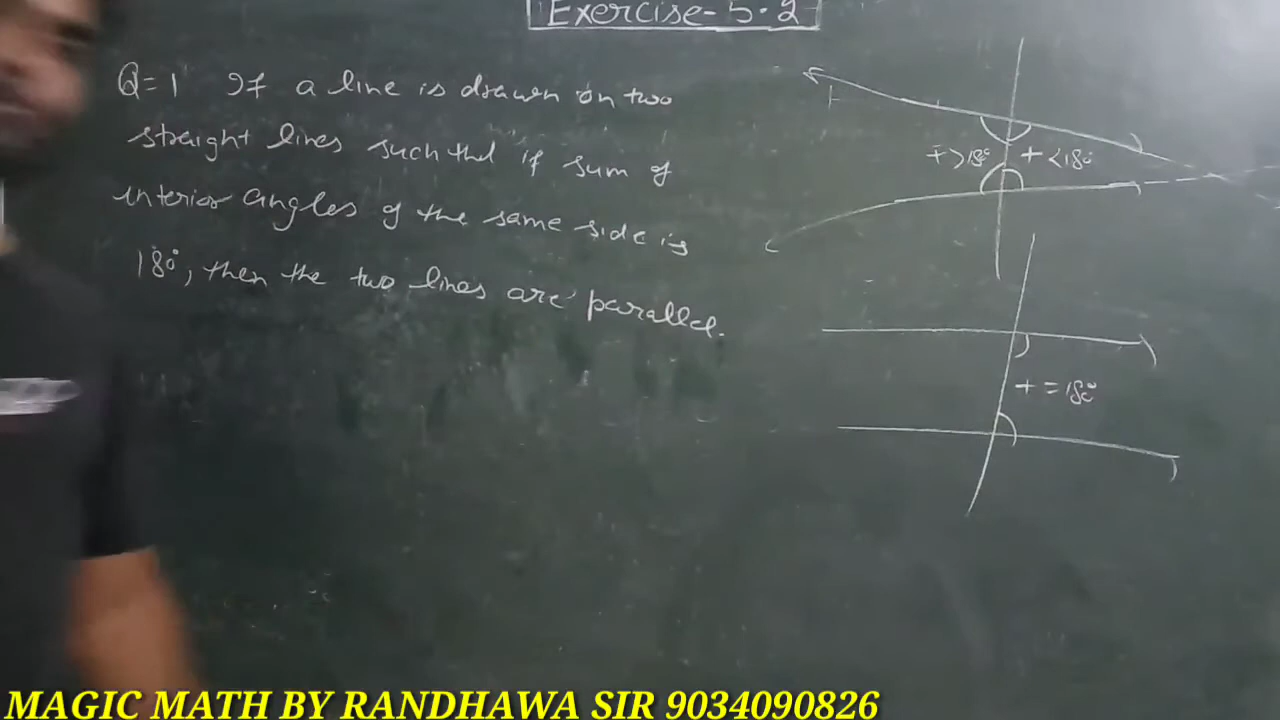 Exercise-5.2
Q=1 If a line is drawn on two
straight lines such that if sum of
interior angles of the same side is
180°, then the two lines are parallel.
+>180° +<180°
+=180°
MAGIC MATH BY RANDHAWA SIR 9034090826